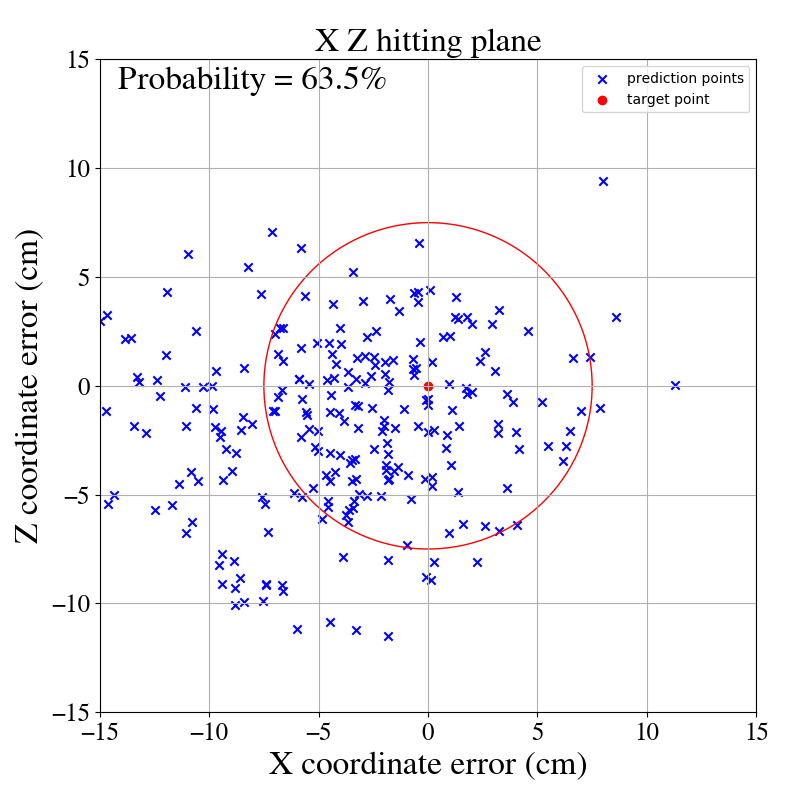 X Z hitting plane
Probability = 63.5%
prediction points
target point
15
10
5
0
−5
−10
−15
Z coordinate error (cm)
−15 −10 −5 0 5 10 15
X coordinate error (cm)